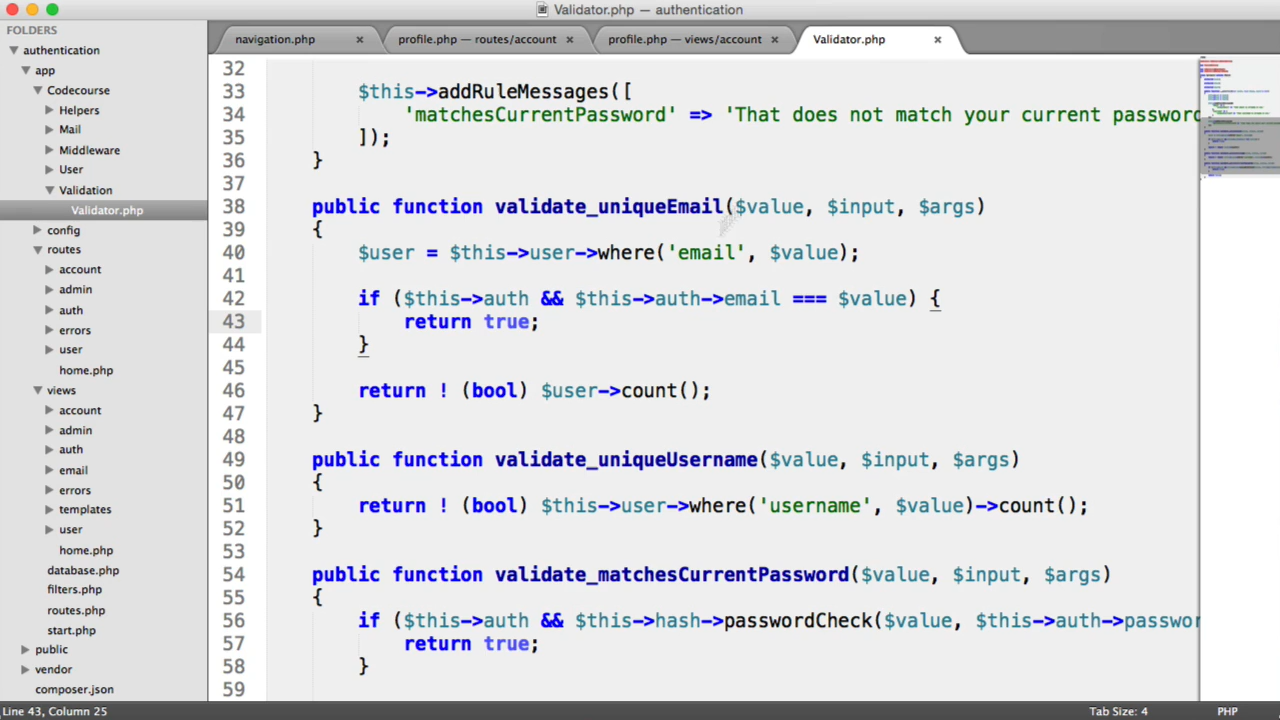 Validator.php — authentication
FOLDERS
authentication
app
Codecourse
Helpers
Mail
Middleware
User
Validation
Validator.php
config
routes
account
admin
auth
errors
user
home.php
views
account
admin
auth
email
errors
templates
user
home.php
database.php
filters.php
routes.php
start.php
public
vendor
composer.json
navigation.php ×
profile.php — routes/account ×
profile.php — views/account ×
Validator.php ×
32
33 $this->addRuleMessages([
34 'matchesCurrentPassword' => 'That does not match your current password
35 ]);
36 }
37
38 public function validate_uniqueEmail($value, $input, $args)
39 {
40 $user = $this->user->where('email', $value);
41
42 if ($this->auth && $this->auth->email === $value) {
43 return true;
44 }
45
46 return ! (bool) $user->count();
47 }
48
49 public function validate_uniqueUsername($value, $input, $args)
50 {
51 return ! (bool) $this->user->where('username', $value)->count();
52 }
53
54 public function validate_matchesCurrentPassword($value, $input, $args)
55 {
56 if ($this->auth && $this->hash->passwordCheck($value, $this->auth->passwor
57 return true;
58 }
59
Line 43, Column 25
Tab Size: 4
PHP